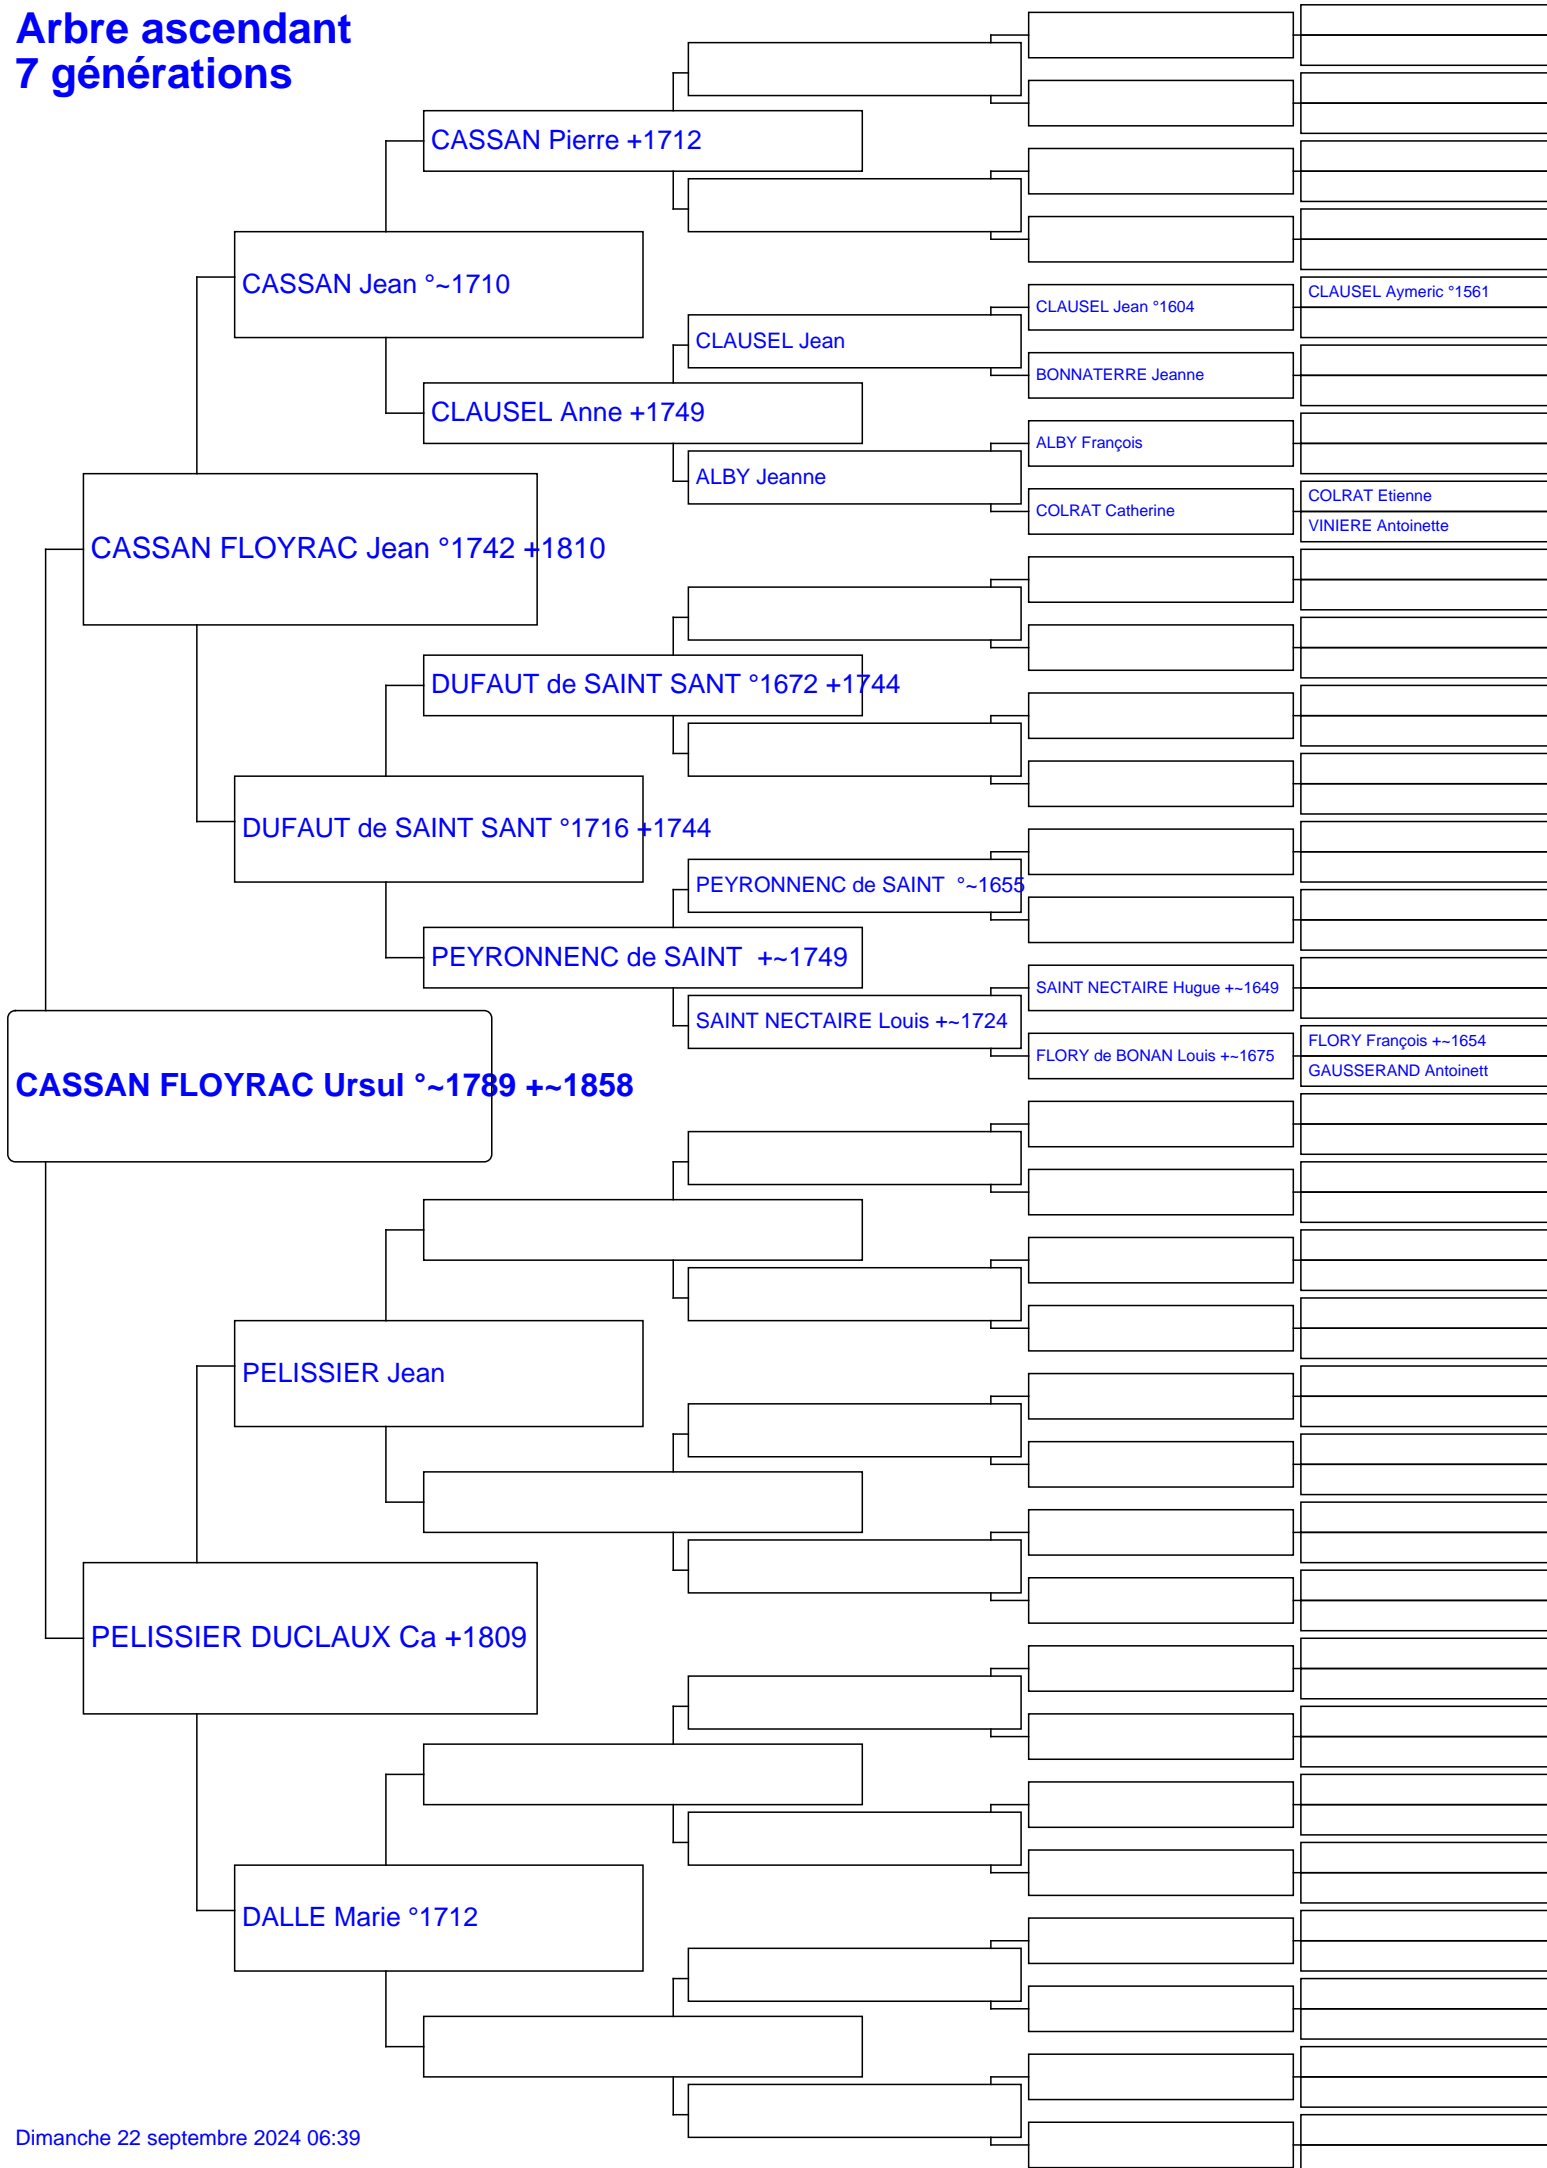 Arbre ascendant
7 générations
CASSAN Pierre +1712
CASSAN Jean °~1710
CLAUSEL Jean °1604
CLAUSEL Aymeric °1561
CLAUSEL Jean
BONNATERRE Jeanne
CLAUSEL Anne +1749
ALBY François
ALBY Jeanne
COLRAT Catherine
COLRAT Etienne
VINIERE Antoinette
CASSAN FLOYRAC Jean °1742 +1810
DUFAUT de SAINT SANT °1672 +1744
DUFAUT de SAINT SANT °1716 +1744
PEYRONNENC de SAINT  °~1655
PEYRONNENC de SAINT  +~1749
SAINT NECTAIRE Hugue +~1649
SAINT NECTAIRE Louis +~1724
FLORY de BONAN Louis +~1675
FLORY François +~1654
GAUSSERAND Antoinett
CASSAN FLOYRAC Ursul °~1789 +~1858
PELISSIER Jean
PELISSIER DUCLAUX Ca +1809
DALLE Marie °1712
Dimanche 22 septembre 2024 06:39